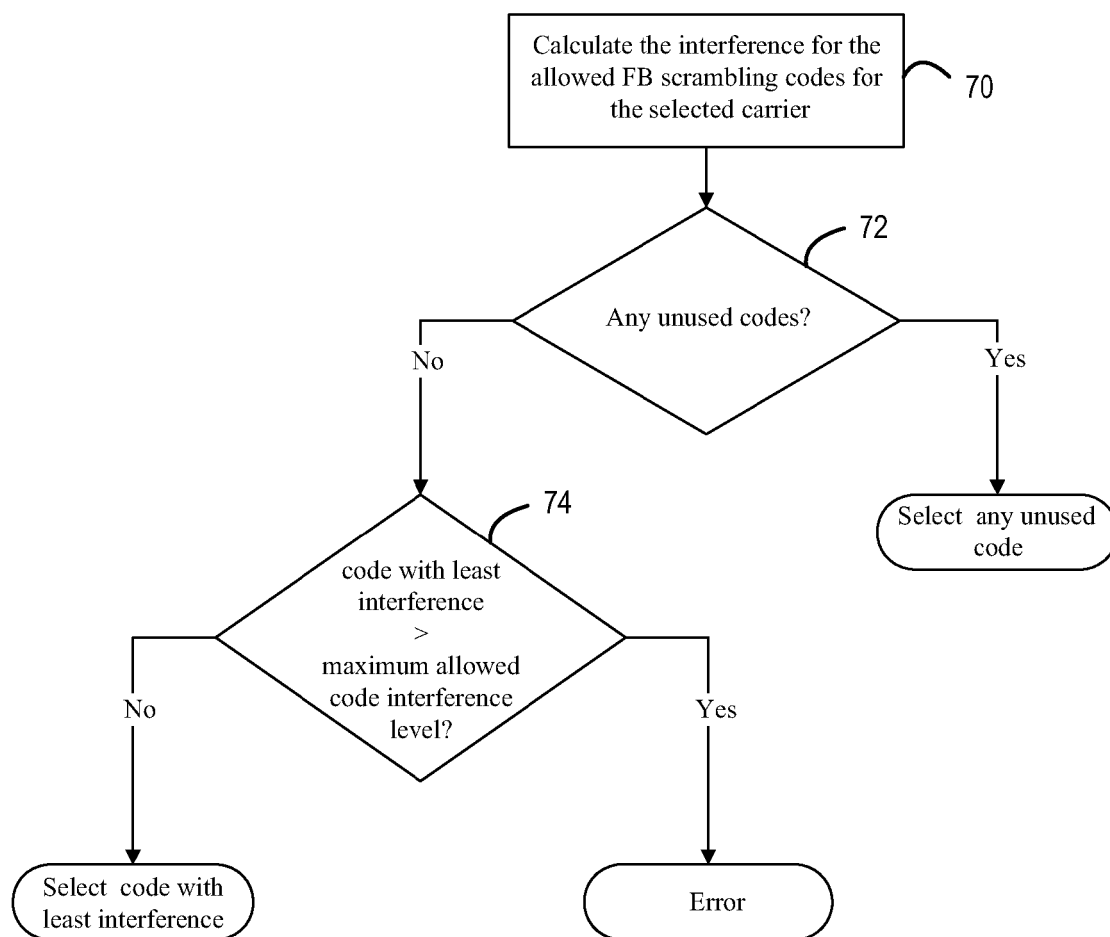 Calculate the interference for the
allowed FB scrambling codes for
the selected carrier
70
72
Any unused codes?
No
Yes
Select any unused
code
74
code with least
interference
>
maximum allowed
code interference
level?
No
Yes
Select code with
least interference
Error